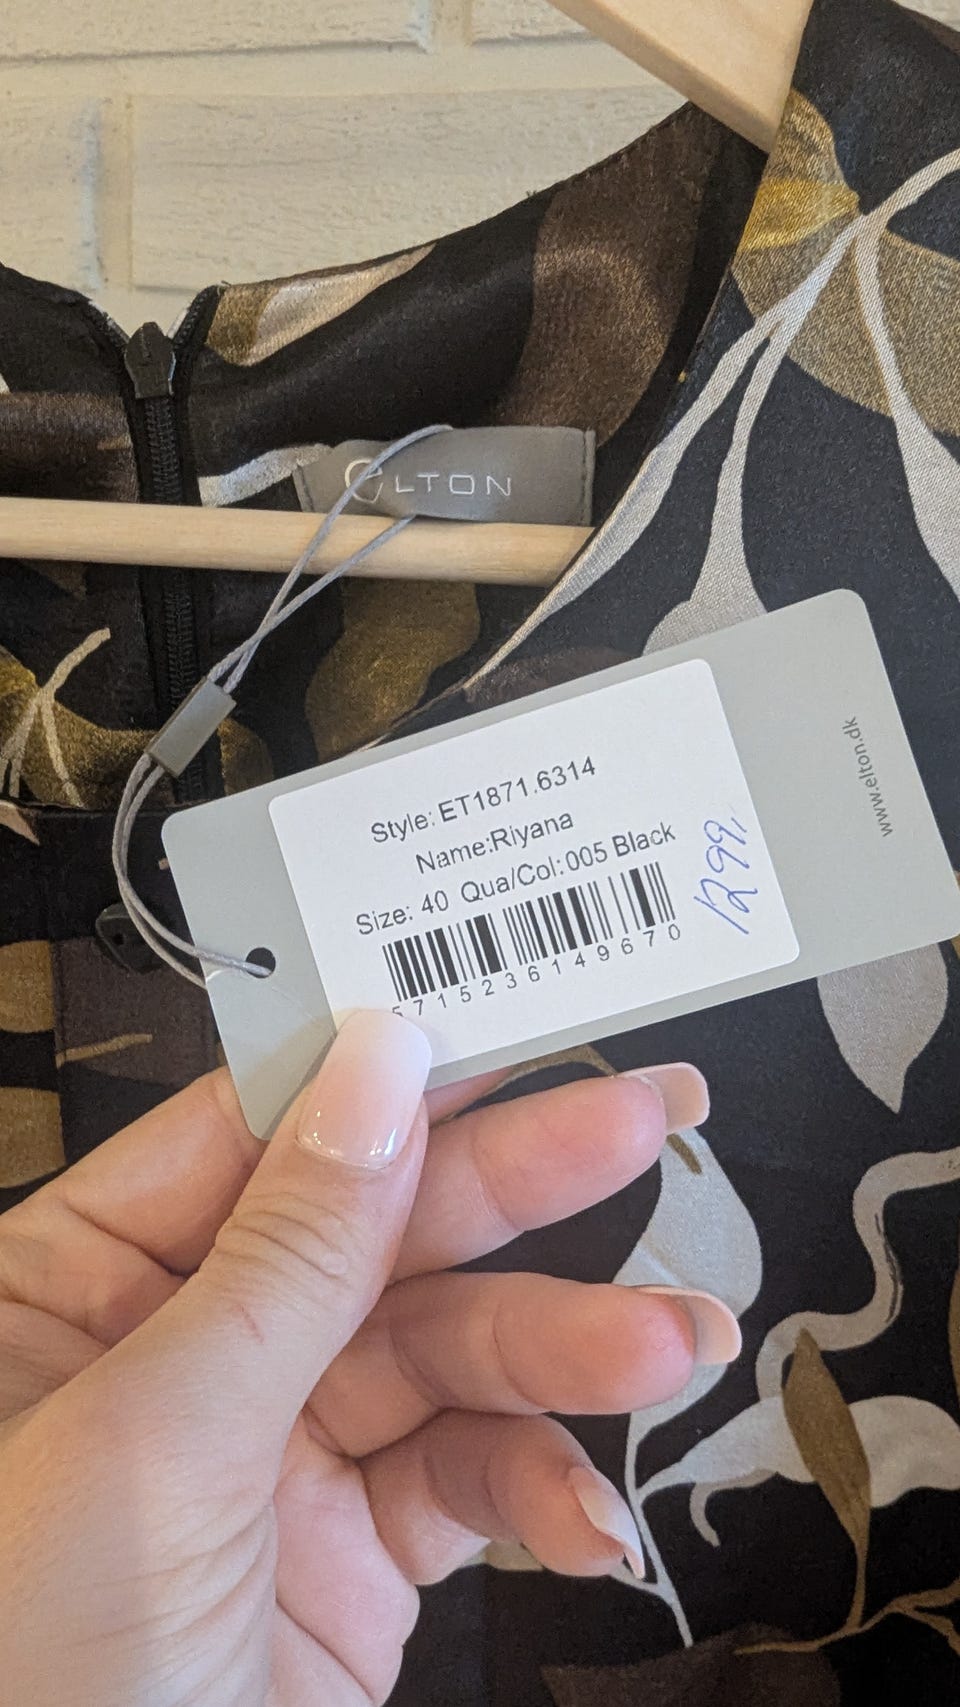 eLTON
Style: ET1871.6314
Name:Riyana
Size: 40 Qua/Col:005 Black
5715236149670
1299,
www.elton.dk